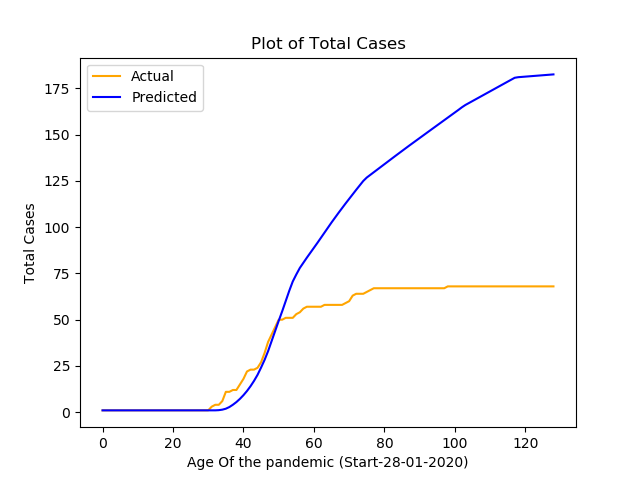 Plot of Total Cases
Actual
Predicted
175
150
125
100
75
50
25
0
Total Cases
0 20 40 60 80 100 120
Age Of the pandemic (Start-28-01-2020)